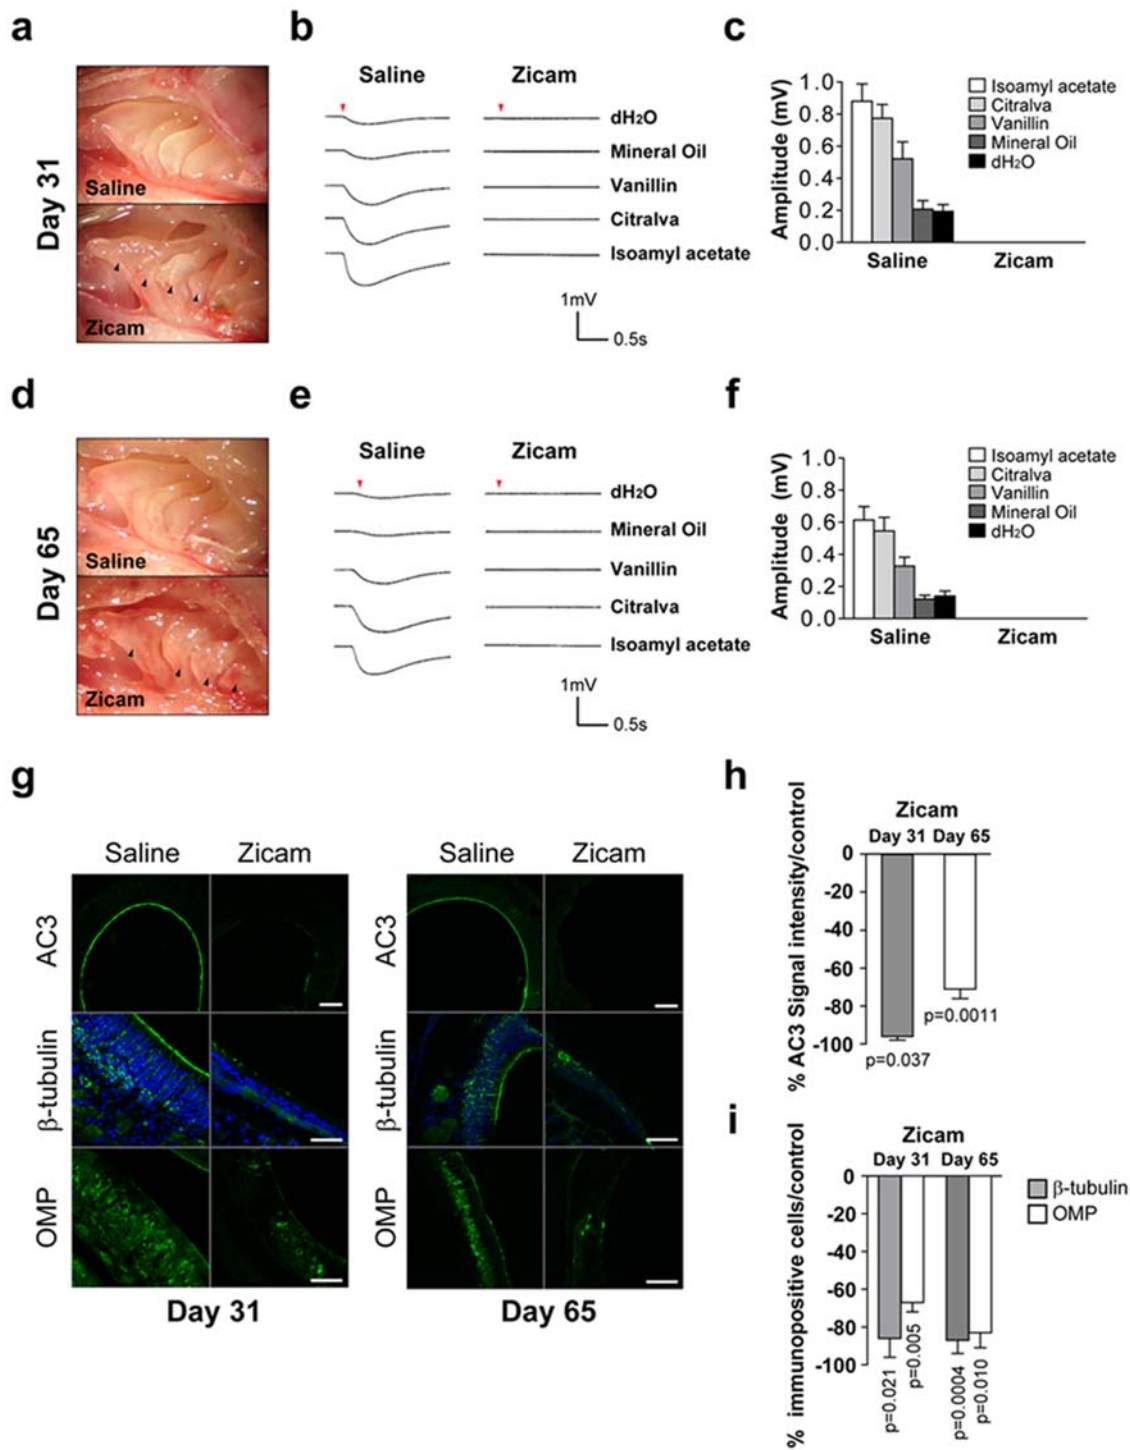 a
Day 31
Saline
Zicam
b
Saline Zicam
dH2O
Mineral Oil
Vanillin
Citralva
Isoamyl acetate
1mV
0.5s
c
Amplitude (mV)
1.0
0.8
0.6
0.4
0.2
0.0
Saline Zicam
Isoamyl acetate
Citralva
Vanillin
Mineral Oil
dH2O
d
Day 65
Saline
Zicam
e
Saline Zicam
dH2O
Mineral Oil
Vanillin
Citralva
Isoamyl acetate
1mV
0.5s
f
Amplitude (mV)
1.0
0.8
0.6
0.4
0.2
0.0
Saline Zicam
Isoamyl acetate
Citralva
Vanillin
Mineral Oil
dH2O
g
Saline Zicam
AC3
β-tubulin
OMP
Day 31
Saline Zicam
AC3
β-tubulin
OMP
Day 65
h
% AC3 Signal intensity/control
Zicam
Day 31 Day 65
0
-20
-40
-60
-80
-100
p=0.037
p=0.0011
i
% immunopositive cells/control
Zicam
Day 31 Day 65
0
-20
-40
-60
-80
-100
p=0.021
p=0.005
p=0.0004
p=0.010
β-tubulin
OMP